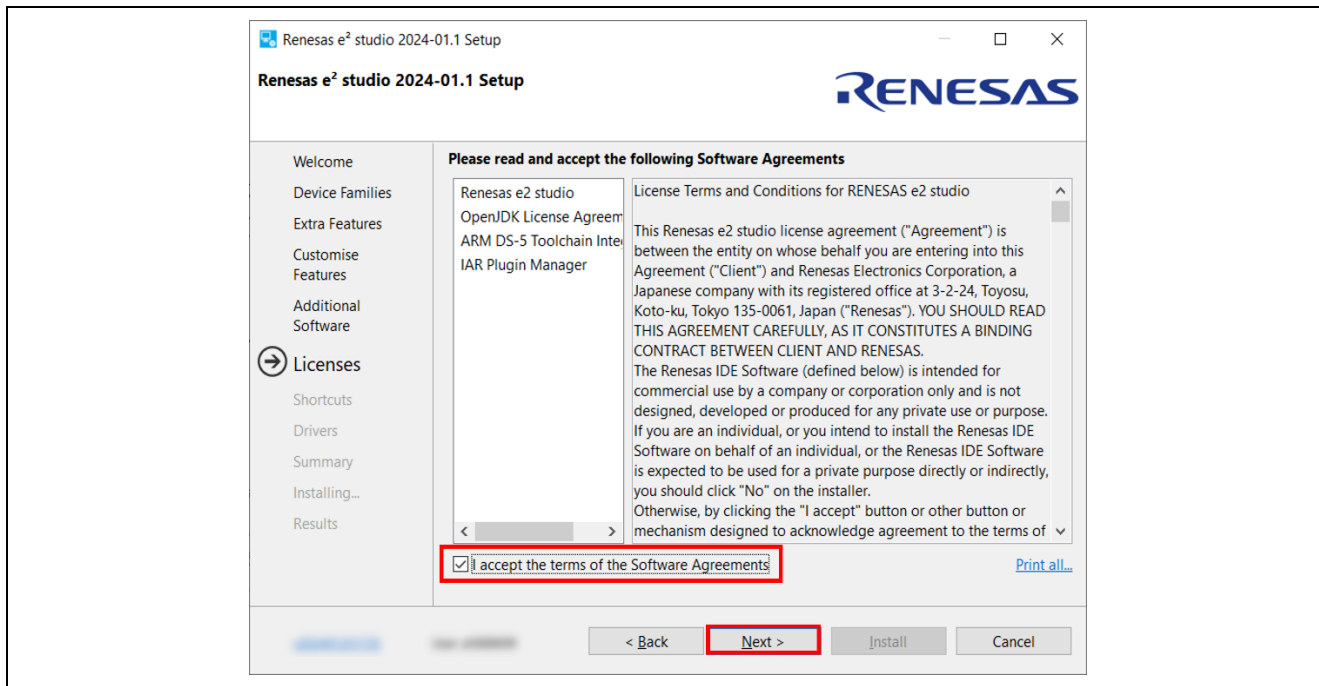 Renesas e² studio 2024-01.1 Setup
Renesas e² studio 2024-01.1 Setup
RENESAS
Welcome
Device Families
Extra Features
Customise
Features
Additional
Software
Licenses
Shortcuts
Drivers
Summary
Installing...
Results
Please read and accept the following Software Agreements
Renesas e2 studio
OpenJDK License Agreem
ARM DS-5 Toolchain Inte
IAR Plugin Manager
License Terms and Conditions for RENESAS e2 studio
This Renesas e2 studio license agreement ("Agreement") is
between the entity on whose behalf you are entering into this
Agreement ("Client") and Renesas Electronics Corporation, a
Japanese company with its registered office at 3-2-24, Toyosu,
Koto-ku, Tokyo 135-0061, Japan ("Renesas"). YOU SHOULD READ
THIS AGREEMENT CAREFULLY, AS IT CONSTITUTES A BINDING
CONTRACT BETWEEN CLIENT AND RENESAS.
The Renesas IDE Software (defined below) is intended for
commercial use by a company or corporation only and is not
designed, developed or produced for any private use or purpose.
If you are an individual, or you intend to install the Renesas IDE
Software on behalf of an individual, or the Renesas IDE Software
is expected to be used for a private purpose directly or indirectly,
you should click "No" on the installer.
Otherwise, by clicking the "I accept" button or other button or
mechanism designed to acknowledge agreement to the terms of
I accept the terms of the Software Agreements
Print all...
< Back
Next >
Install
Cancel